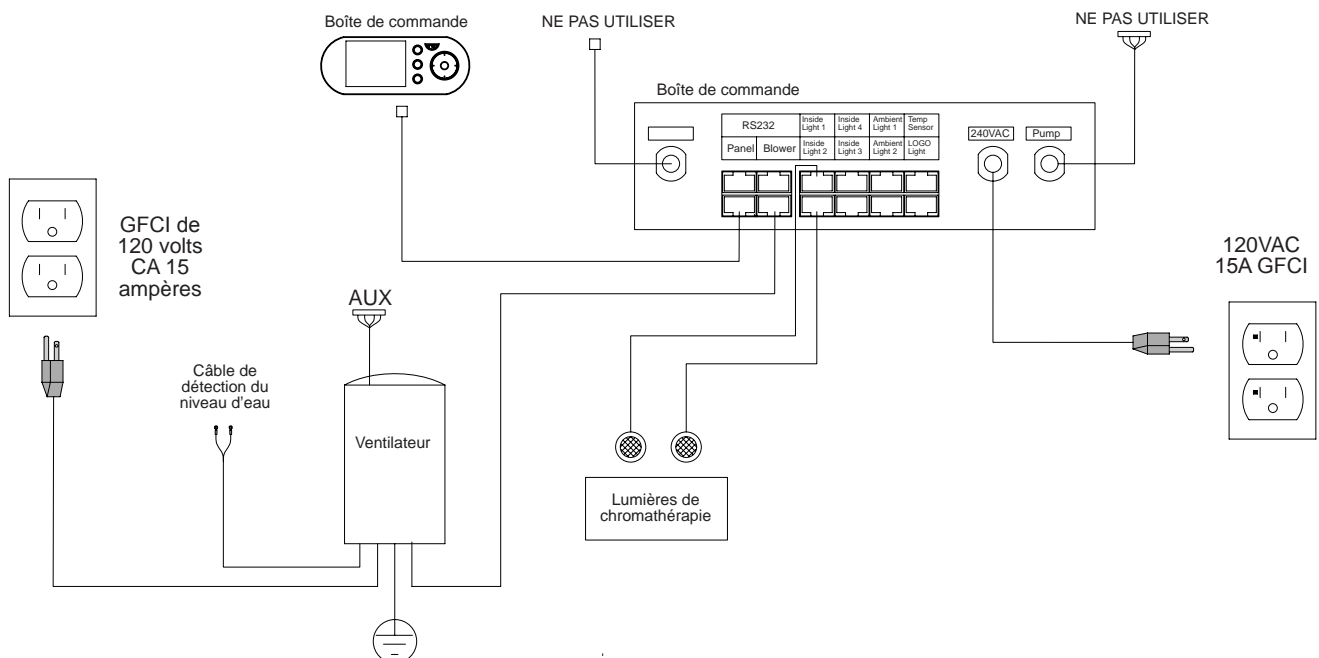 Boîte de commande
NE PAS UTILISER
NE PAS UTILISER
Boîte de commande
RS232
Inside
Light 1
Inside
Light 4
Ambient
Light 1
Temp
Sensor
Panel
Blower
Inside
Light 2
Inside
Light 3
Ambient
Light 2
LOGO
Light
240VAC
Pump
GFCI de
120 volts
CA 15
ampères
120VAC
15A GFCI
AUX
Câble de
détection du
niveau d'eau
Ventilateur
Lumières de
chromathérapie